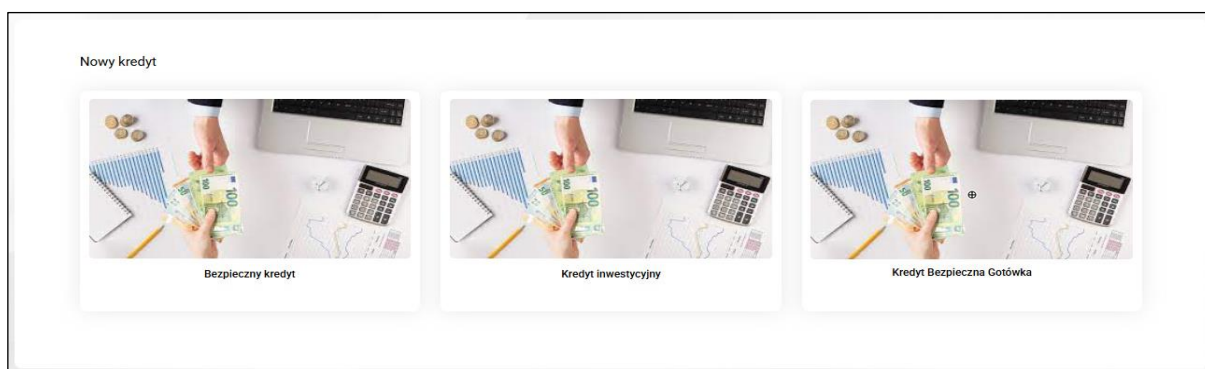 Nowy kredyt
Bezpieczny kredyt
Kredyt inwestycyjny
Kredyt Bezpieczna Gotówka